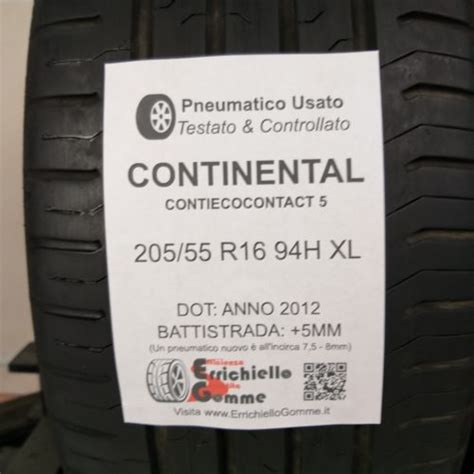 Pneumatico Usato
Testato & Controllato
CONTINENTAL
CONTIECOCONTACT 5
205/55 R16 94H XL
DOT: ANNO 2012
BATTISTRADA: +5MM
(Un pneumatico nuovo è all'incirca 7,5 - 8mm)
Errichiello
Gomme
Visita www.ErrichielloGomme.it